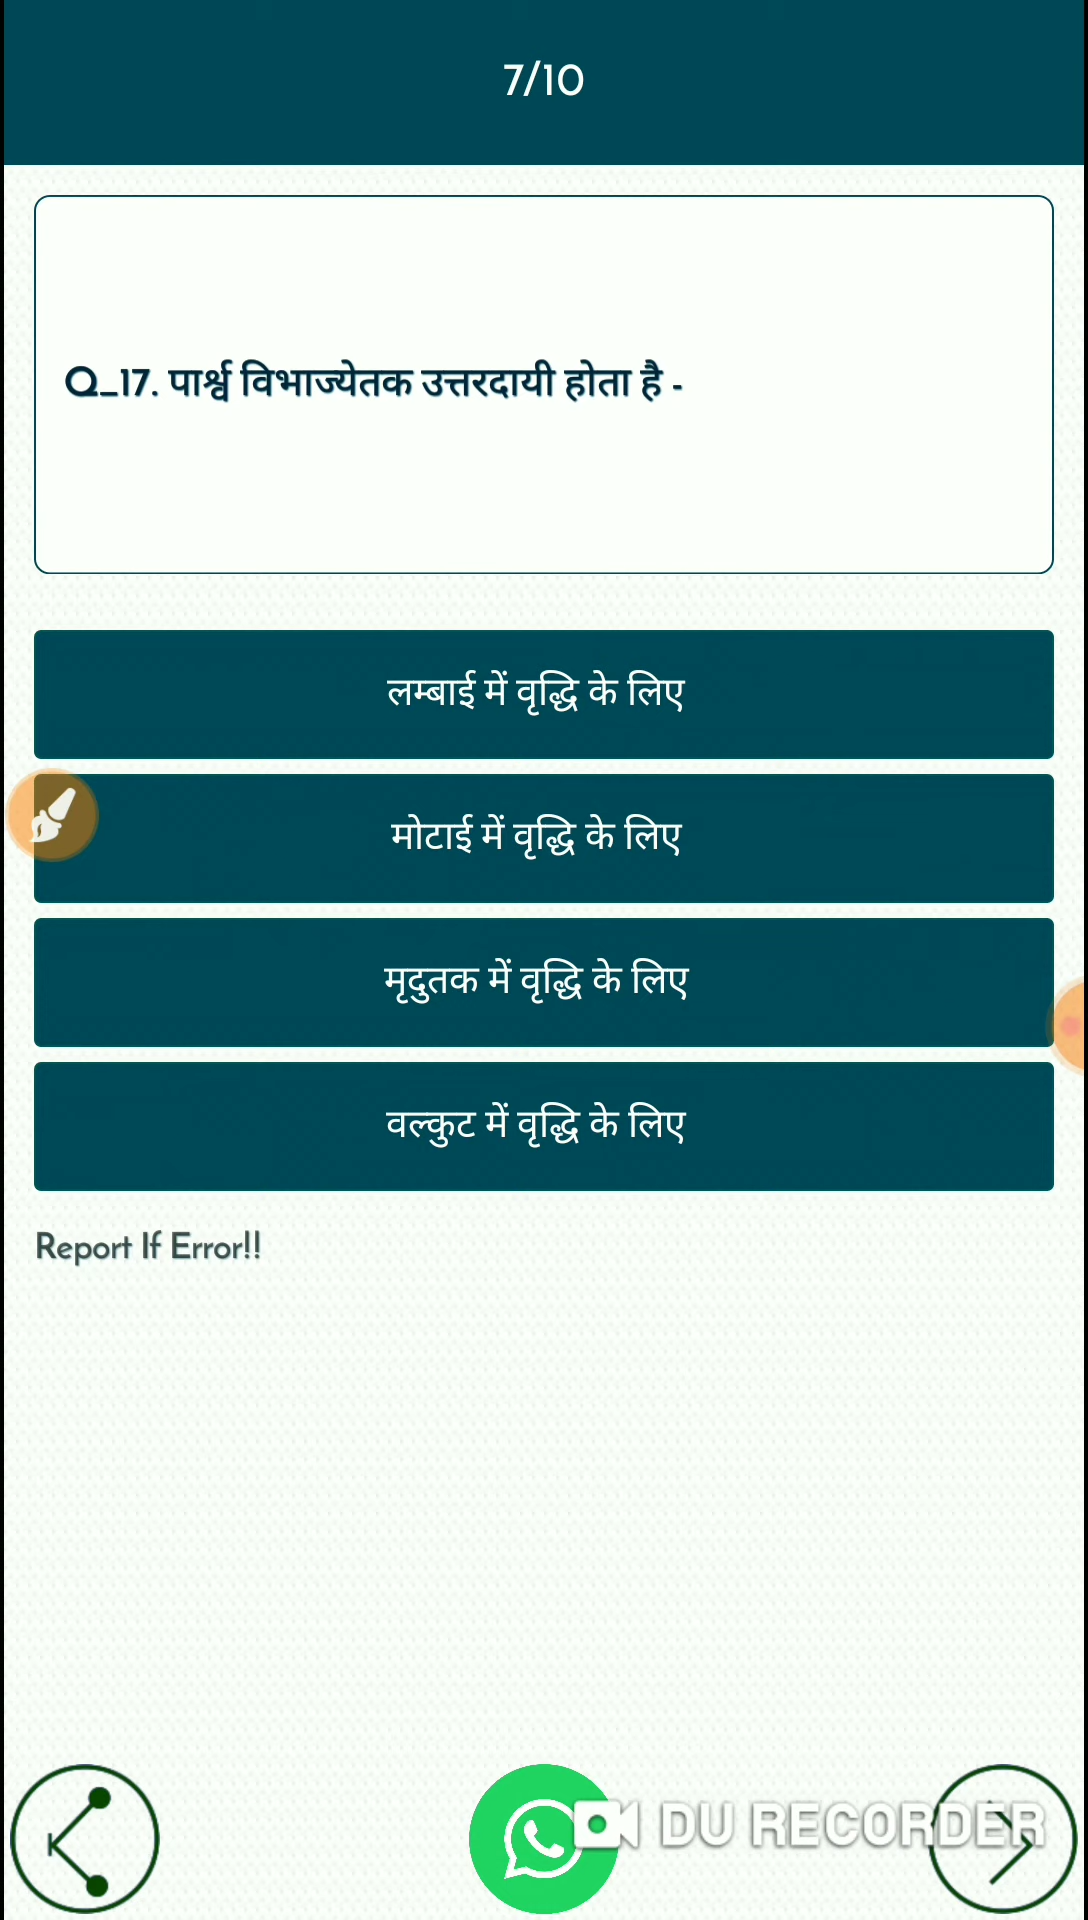 7/10
Q_17. पार्श्व विभाज्येतक उत्तरदायी होता है -
लम्बाई में वृद्धि के लिए
मोटाई में वृद्धि के लिए
मृदुतक में वृद्धि के लिए
वल्कुट में वृद्धि के लिए
Report If Error!!
DU RECORDER